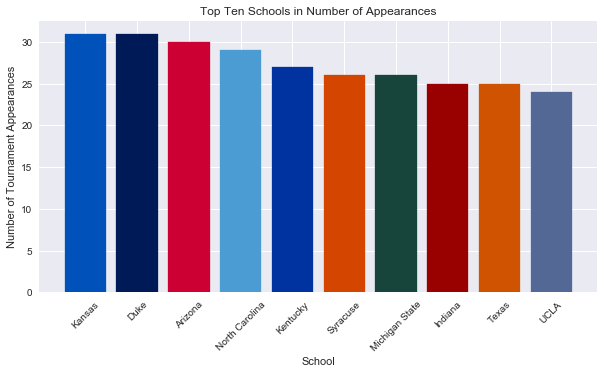 Top Ten Schools in Number of Appearances
Number of Tournament Appearances
30
25
20
15
10
5
0
Kansas
Duke
Arizona
North Carolina
Kentucky
Syracuse
Michigan State
Indiana
Texas
UCLA
School